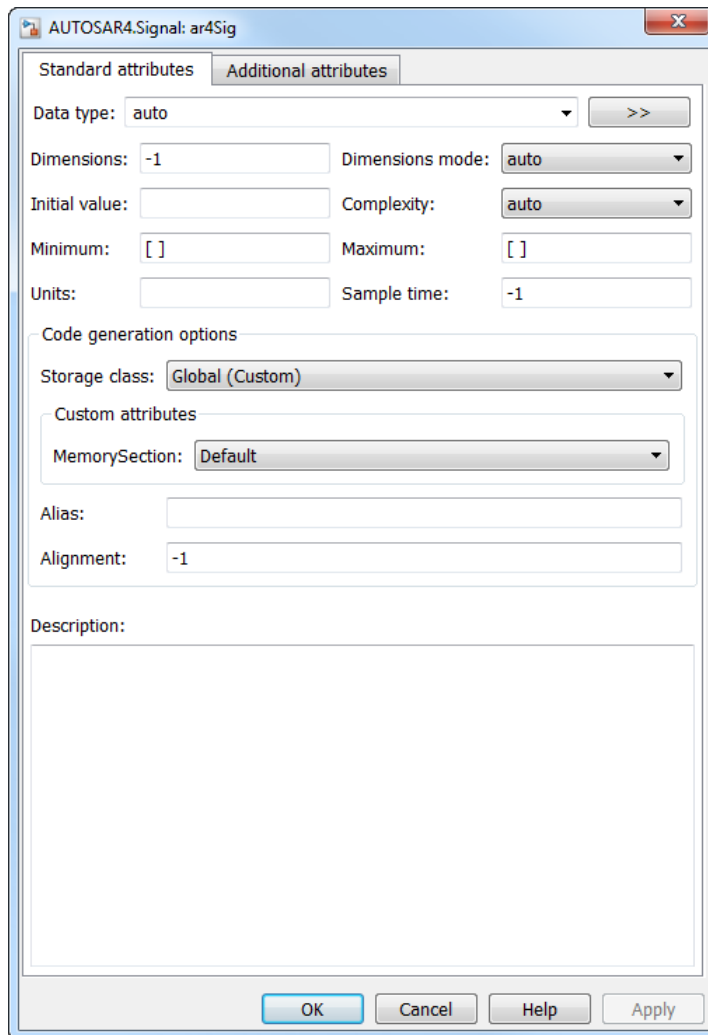 AUTOSAR4.Signal: ar4Sig
Standard attributes Additional attributes
Data type: auto >>
Dimensions: -1 Dimensions mode: auto
Initial value: Complexity: auto
Minimum: [ ] Maximum: [ ]
Units: Sample time: -1
Code generation options
Storage class: Global (Custom)
Custom attributes
MemorySection: Default
Alias:
Alignment: -1
Description:
OK Cancel Help Apply